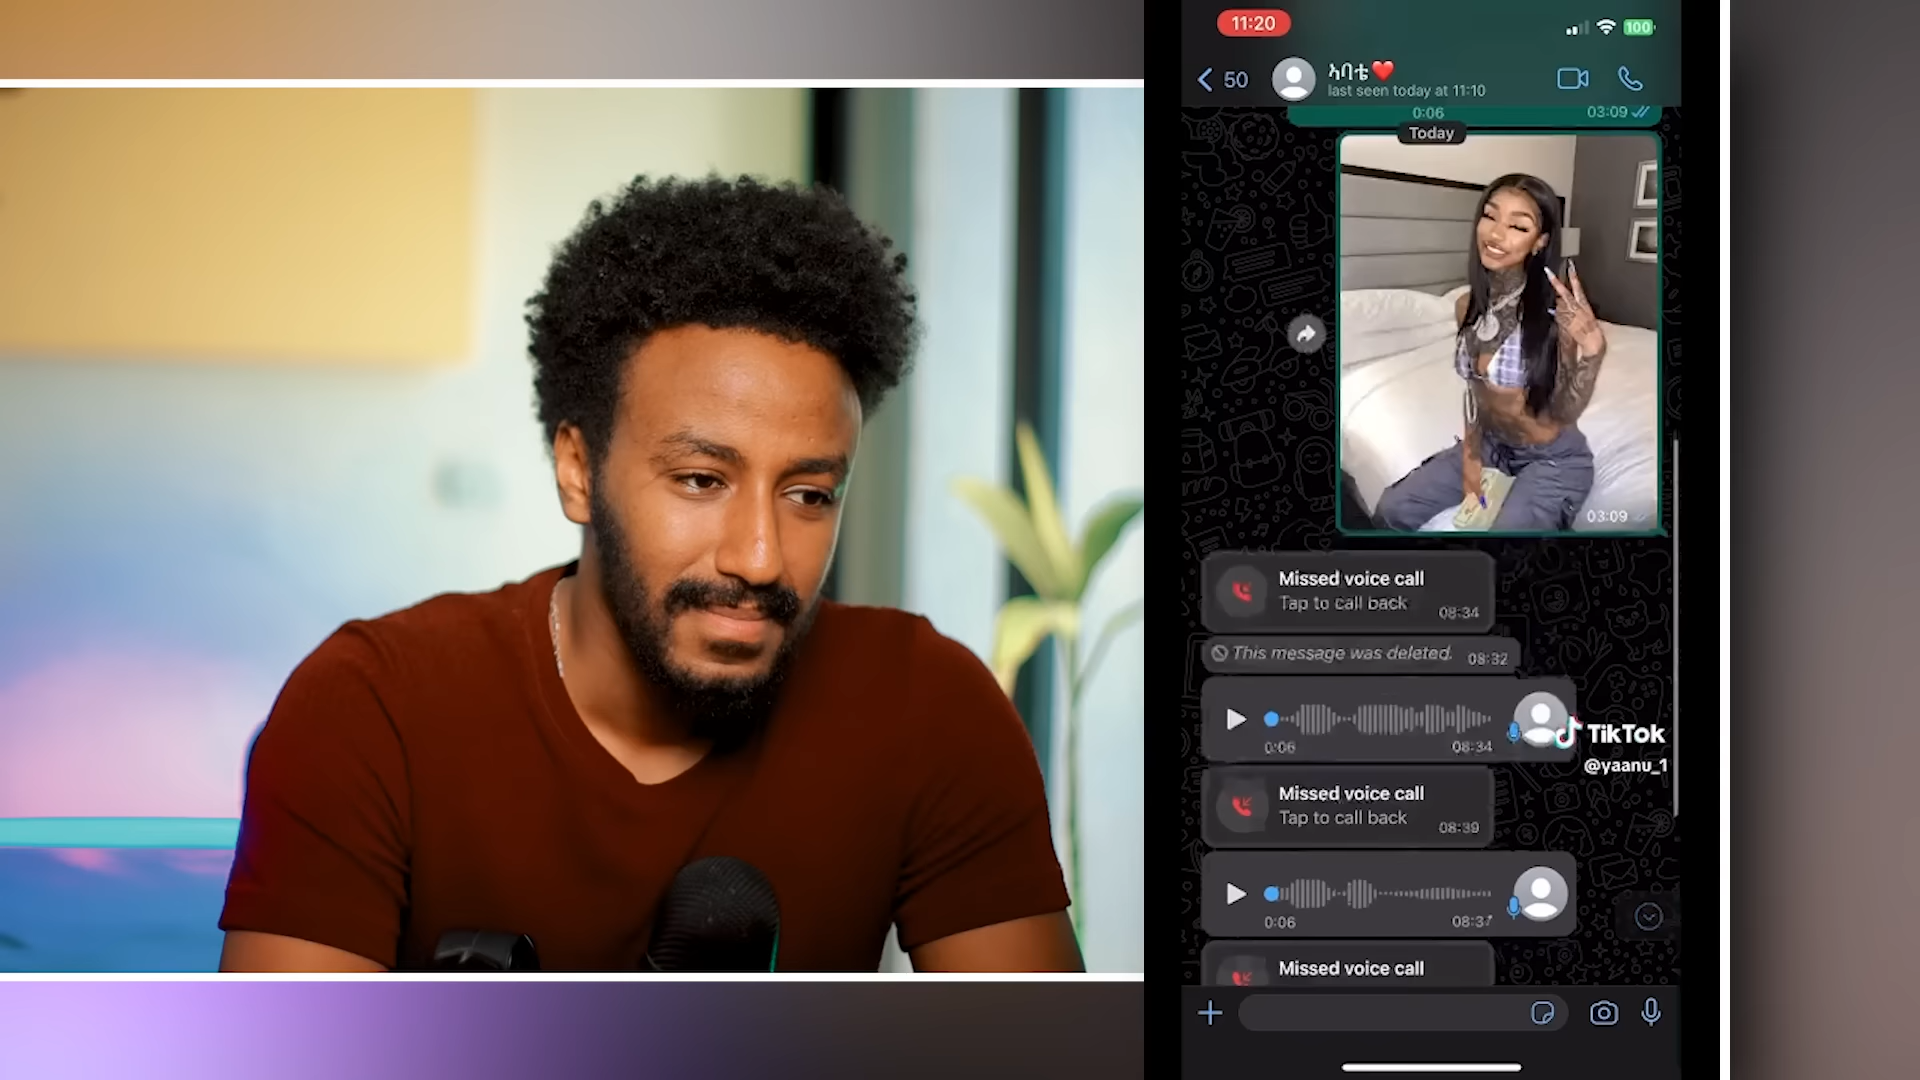 11:20
100
50
አባቴ❤️
last seen today at 11:10
0:06
03:09
Today
03:09
Missed voice call
Tap to call back
08:34
This message was deleted.
08:32
0:06
08:34
TikTok
@yaanu_1
Missed voice call
Tap to call back
08:39
0:06
08:37
Missed voice call